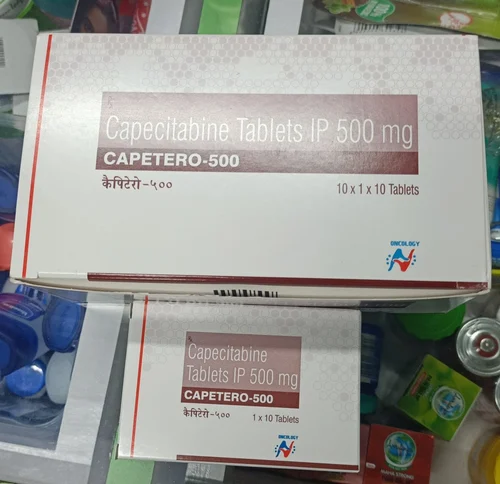 Capecitabine Tablets IP 500 mg
CAPETERO-500
कैपिटेरो-५००
10 x 1 x 10 Tablets
ONCOLOGY
Capecitabine
Tablets IP 500 mg
CAPETERO-500
कैपिटेरो-५००
1 x 10 Tablets
ONCOLOGY